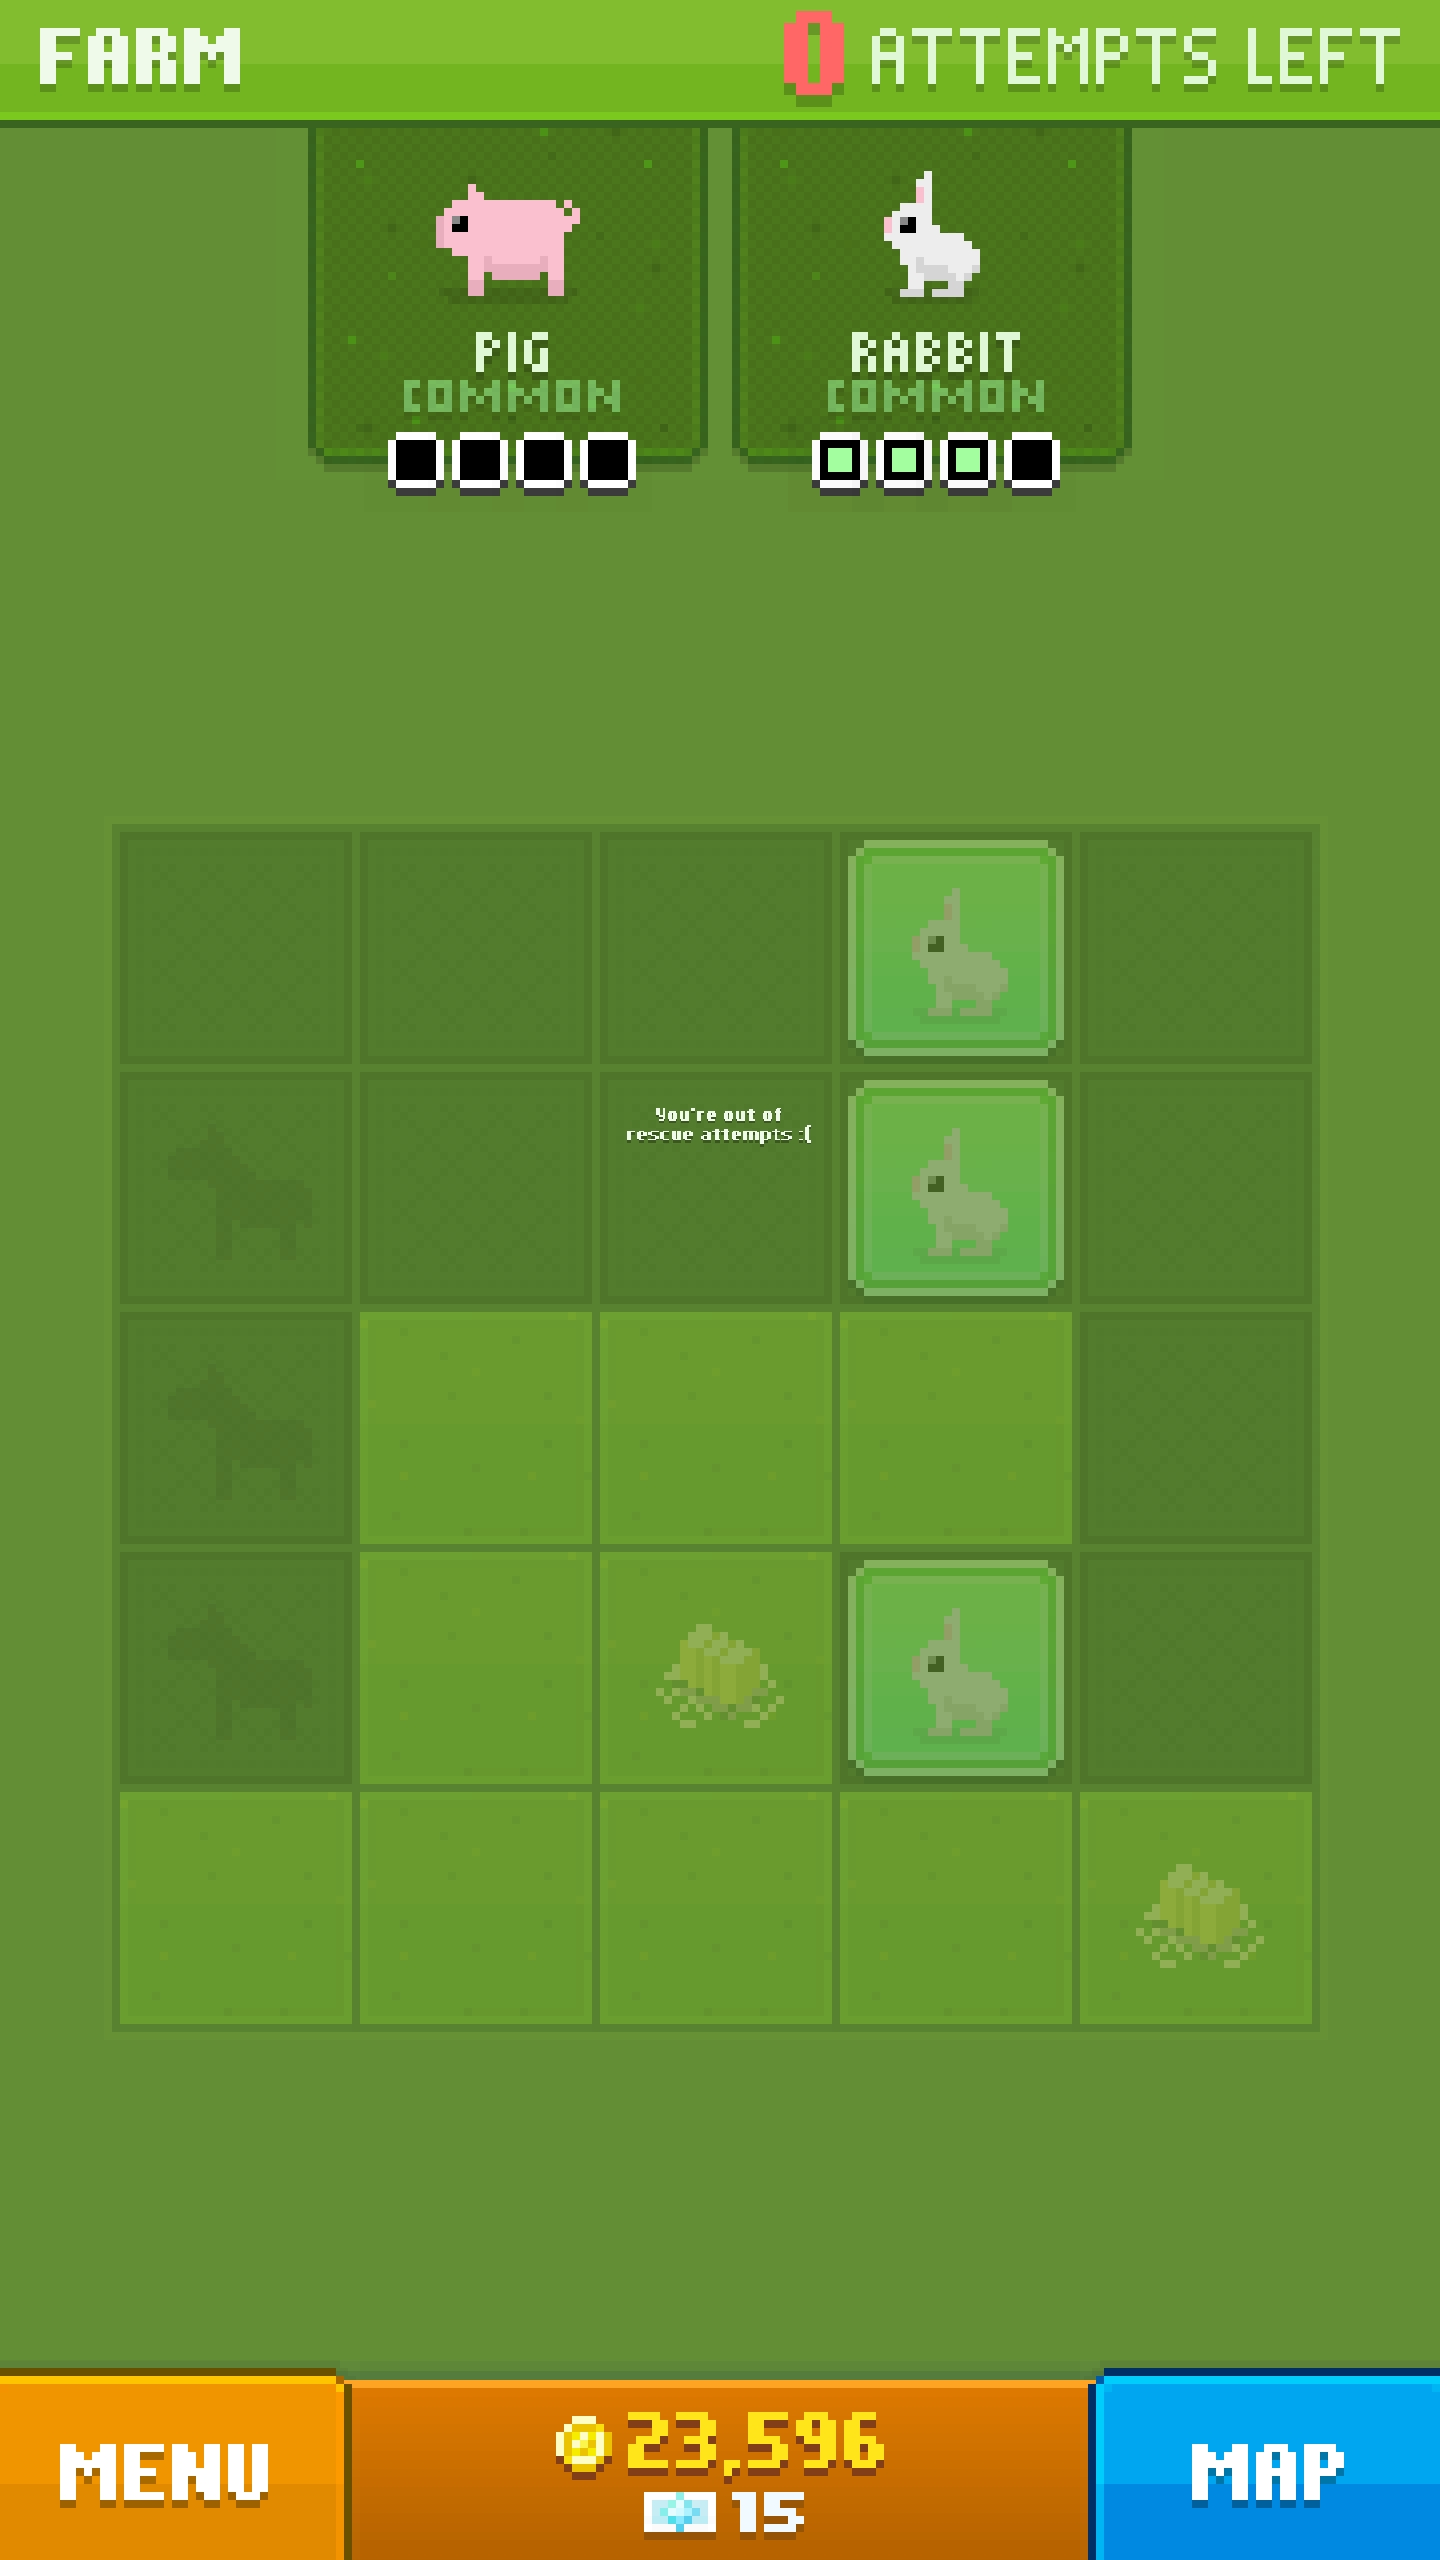 FARM
0 ATTEMPTS LEFT
PIG
COMMON
RABBIT
COMMON
You're out of
rescue attempts :(
MENU
23,596
15
MAP